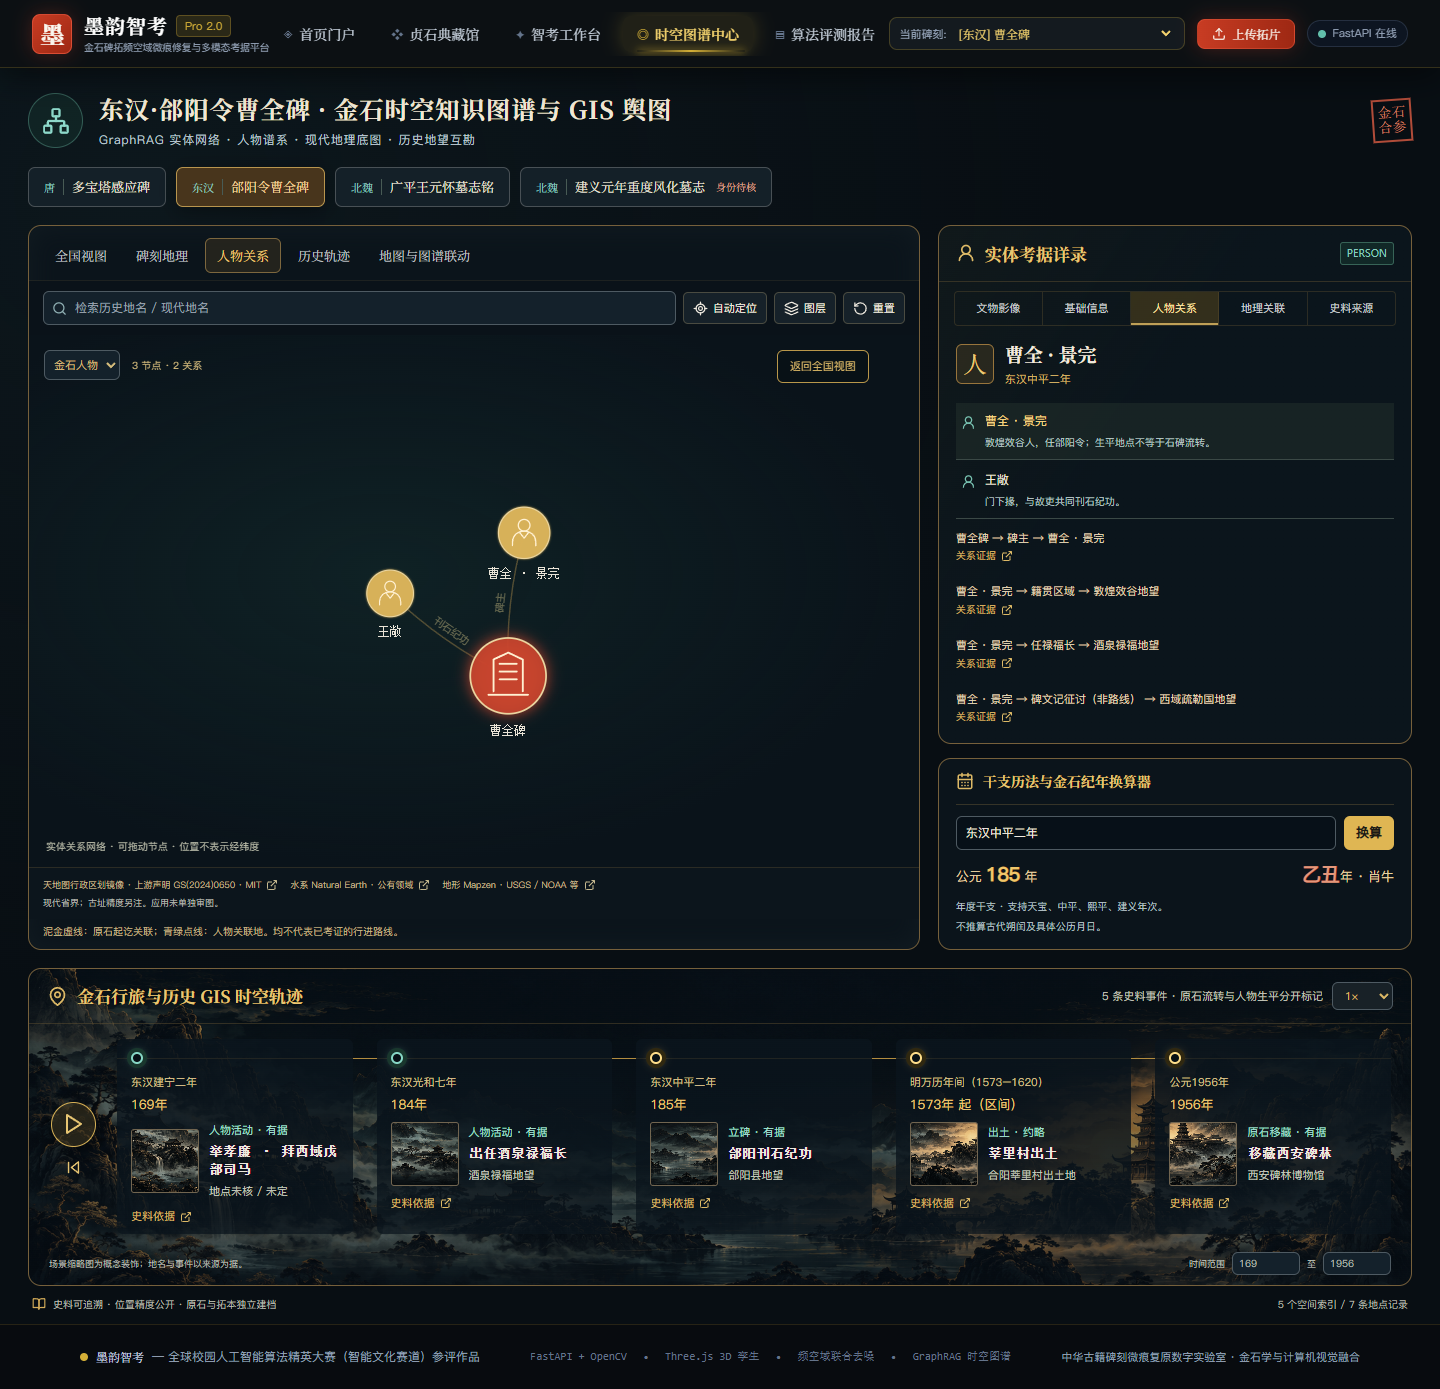 墨
墨韵智考
Pro 2.0
金石碑拓频空域微痕修复与多模态考据平台
首页门户
贞石典藏馆
智考工作台
时空图谱中心
算法评测报告
当前碑刻:
[东汉] 曹全碑
上传拓片
FastAPI 在线
东汉·郃阳令曹全碑 · 金石时空知识图谱与 GIS 舆图
GraphRAG 实体网络 · 人物谱系 · 现代地理底图 · 历史地望互勘
金石
合参
唐 多宝塔感应碑
东汉 郃阳令曹全碑
北魏 广平王元怀墓志铭
北魏 建义元年重度风化墓志 身份待核
全国视图
碑刻地理
人物关系
历史轨迹
地图与图谱联动
检索历史地名 / 现代地名
自动定位
图层
重置
金石人物
3 节点 · 2 关系
返回全国视图
曹全 · 景完
碑主
王敞
刊石纪功
曹全碑
实体关系网络 · 可拖动节点 · 位置不表示经纬度
天地图行政区划镜像 · 上游声明 GS(2024)0650 · MIT
水系 Natural Earth · 公有领域
地形 Mapzen · USGS / NOAA 等
现代省界；古址精度另注。应用未单独审图。
泥金虚线：原石起讫关联；青绿点线：人物关联地。均不代表已考证的行进路线。
实体考据详录
PERSON
文物影像
基础信息
人物关系
地理关联
史料来源
人
曹全 · 景完
东汉中平二年
曹全 · 景完
敦煌效谷人，任郃阳令；生平地点不等于石碑流转。
王敞
门下掾，与故吏共同刊石纪功。
曹全碑 → 碑主 → 曹全 · 景完
关系证据
曹全 · 景完 → 籍贯区域 → 敦煌效谷地望
关系证据
曹全 · 景完 → 任禄福长 → 酒泉禄福地望
关系证据
曹全 · 景完 → 碑文记征讨（非路线） → 西域疏勒国地望
关系证据
干支历法与金石纪年换算器
东汉中平二年
换算
公元 185 年
乙丑年 · 肖牛
年度干支 · 支持天宝、中平、熙平、建义年次。
不推算古代朔闰及具体公历月日。
金石行旅与历史 GIS 时空轨迹
5 条史料事件 · 原石流转与人物生平分开标记
1×
东汉建宁二年
169年
人物活动 · 有据
举孝廉 · 拜西域戊
部司马
地点未核 / 未定
史料依据
东汉光和七年
184年
人物活动 · 有据
出任酒泉禄福长
酒泉禄福地望
史料依据
东汉中平二年
185年
立碑 · 有据
郃阳刊石纪功
郃阳县地望
史料依据
明万历年间（1573—1620）
1573年 起（区间）
出土 · 约略
莘里村出土
合阳莘里村出土地
史料依据
公元1956年
1956年
原石移藏 · 有据
移藏西安碑林
西安碑林博物馆
史料依据
场景缩略图为概念装饰；地名与事件以来源为据。
时间范围
169
至
1956
史料可追溯 · 位置精度公开 · 原石与拓本独立建档
5 个空间索引 / 7 条地点记录
墨韵智考 — 全球校园人工智能算法精英大赛（智能文化赛道）参评作品
FastAPI + OpenCV • Three.js 3D 孪生 • 频空域联合去噪 • GraphRAG 时空图谱
中华古籍碑刻微痕复原数字实验室 · 金石学与计算机视觉融合